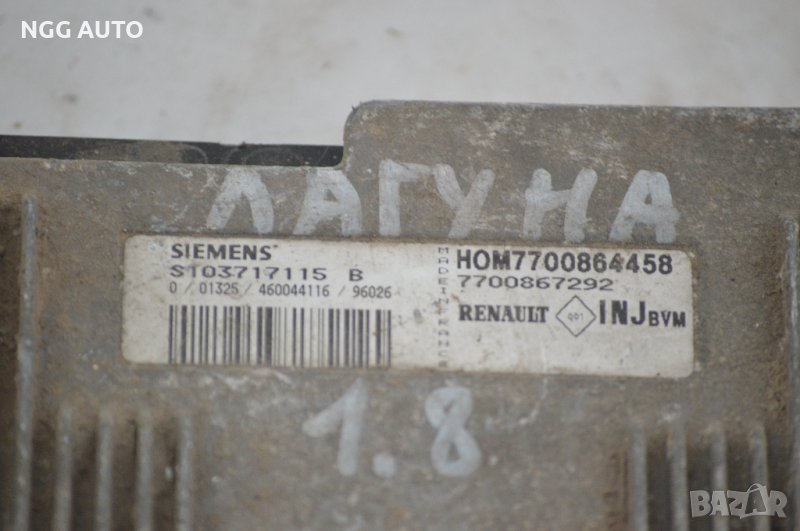 NGG AUTO
ЛАГУНА
SIEMENS
S103717115 B
0 / 01325 / 460044116 / 96026
MADE IN FRANCE
HOM7700864458
7700867292
RENAULT 001 INJ BVM
1.8
BAZAR